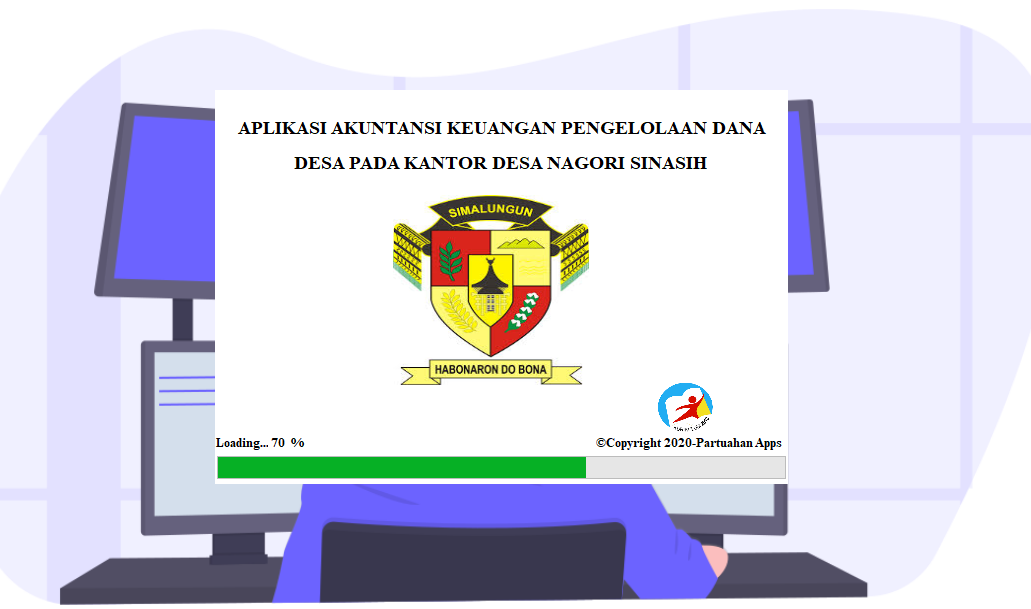 APLIKASI AKUNTANSI KEUANGAN PENGELOLAAN DANA
DESA PADA KANTOR DESA NAGORI SINASIH
SIMALUNGUN
HABONARON DO BONA
Loading... 70 %
©Copyright 2020-Partuahan Apps